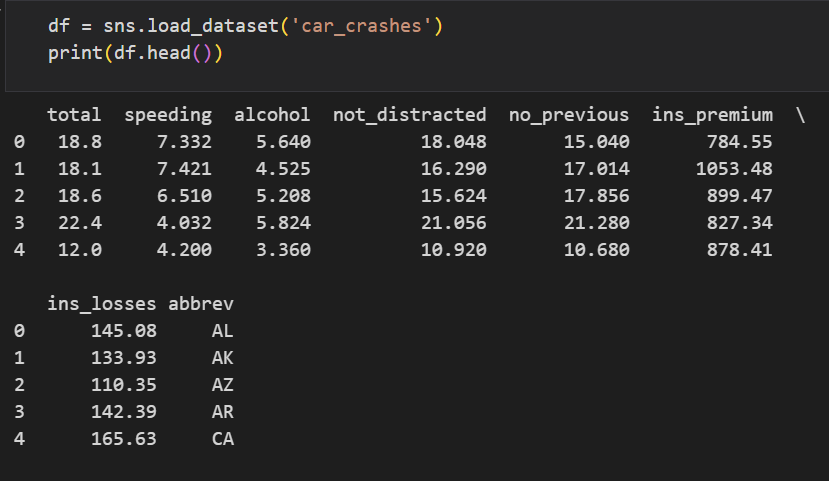 df = sns.load_dataset('car_crashes')
print(df.head())
total speeding alcohol not_distracted no_previous ins_premium \
0 18.8 7.332 5.640 18.048 15.040 784.55
1 18.1 7.421 4.525 16.290 17.014 1053.48
2 18.6 6.510 5.208 15.624 17.856 899.47
3 22.4 4.032 5.824 21.056 21.280 827.34
4 12.0 4.200 3.360 10.920 10.680 878.41
ins_losses abbrev
0 145.08 AL
1 133.93 AK
2 110.35 AZ
3 142.39 AR
4 165.63 CA